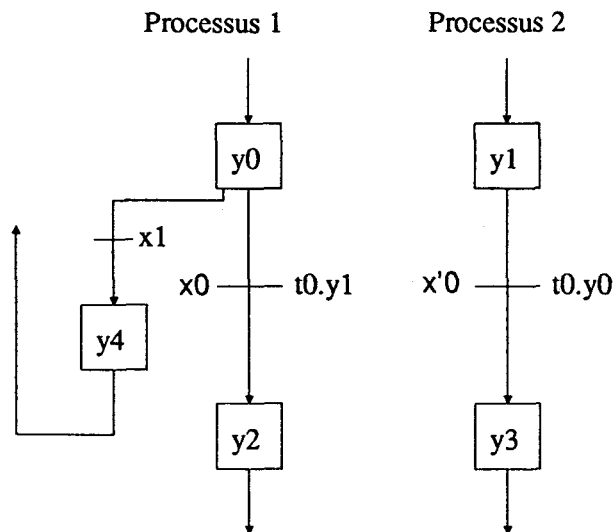 Processus 1
Processus 2
y0
y1
x1
x0
t0.y1
x'0
t0.y0
y4
y2
y3